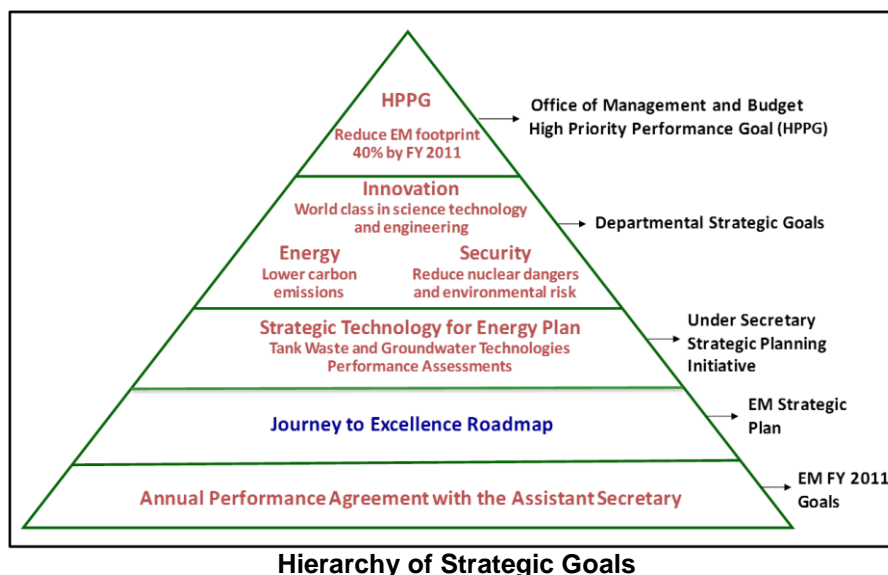 HPPG
Reduce EM footprint
40% by FY 2011
Office of Management and Budget
High Priority Performance Goal (HPPG)
Innovation
World class in science technology
and engineering
Energy
Lower carbon
emissions
Security
Reduce nuclear dangers
and environmental risk
Departmental Strategic Goals
Strategic Technology for Energy Plan
Tank Waste and Groundwater Technologies
Performance Assessments
Under Secretary
Strategic Planning
Initiative
Journey to Excellence Roadmap
EM Strategic
Plan
Annual Performance Agreement with the Assistant Secretary
EM FY 2011
Goals
Hierarchy of Strategic Goals